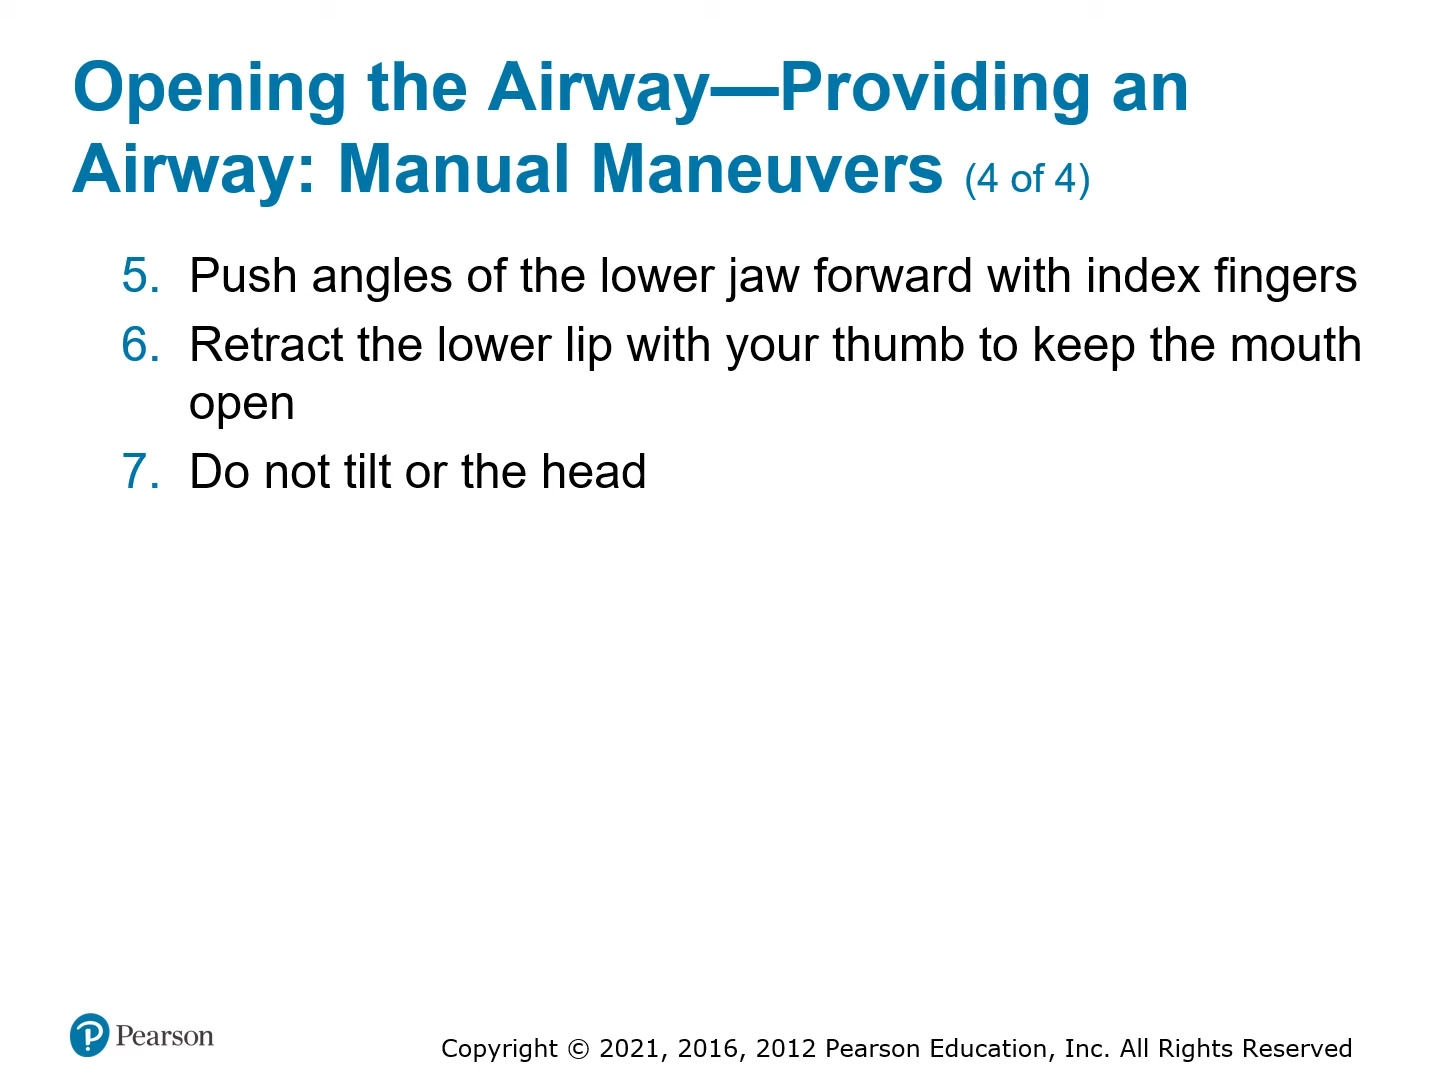 Opening the Airway—Providing an
Airway: Manual Maneuvers (4 of 4)
5. Push angles of the lower jaw forward with index fingers
6. Retract the lower lip with your thumb to keep the mouth
open
7. Do not tilt or the head
Pearson
Copyright © 2021, 2016, 2012 Pearson Education, Inc. All Rights Reserved